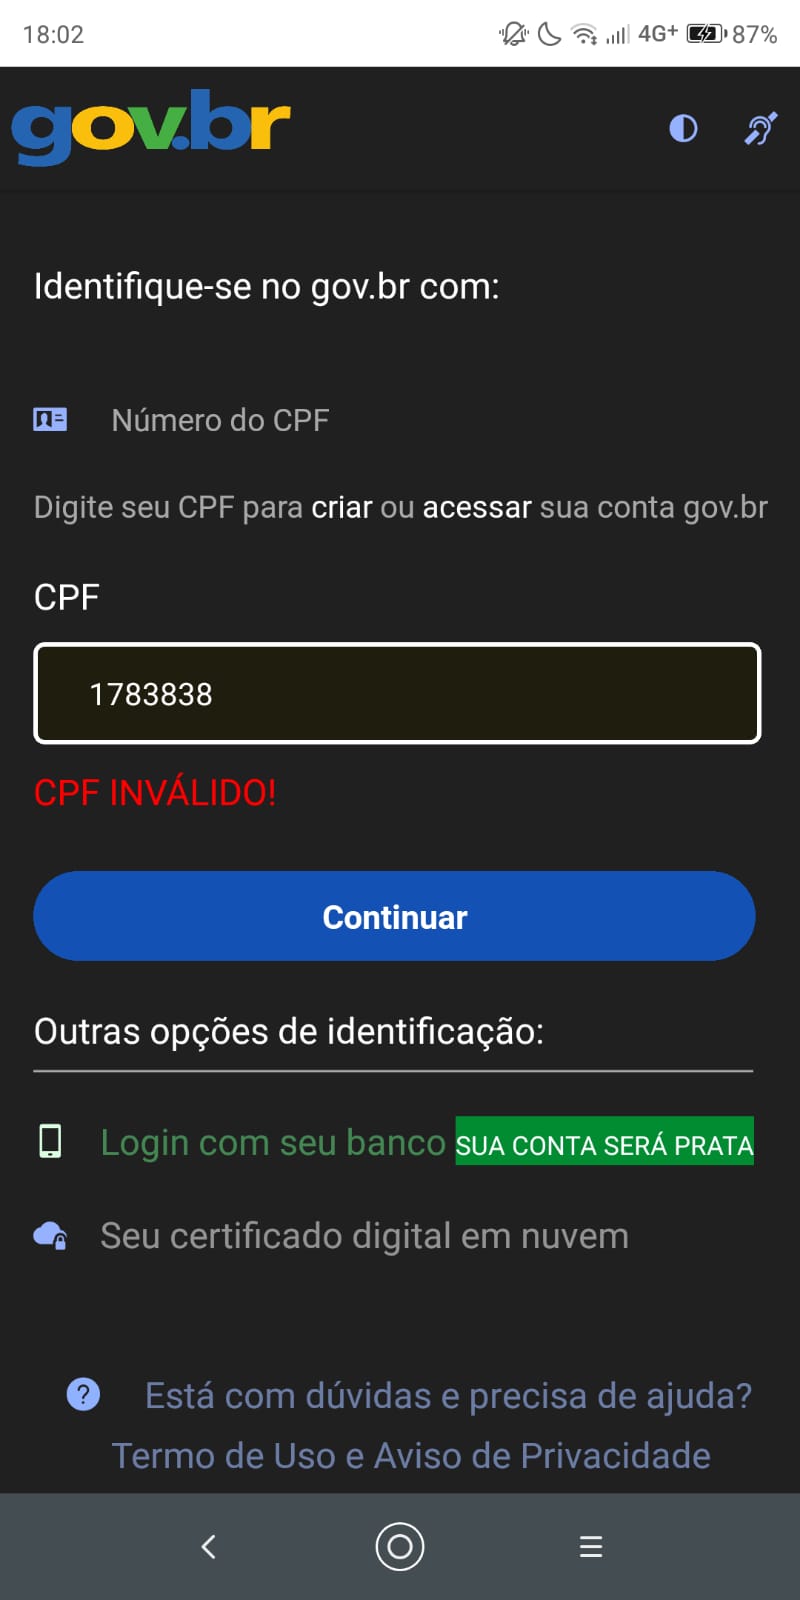 18:02 4G+ 87%
gov.br
Identifique-se no gov.br com:
Número do CPF
Digite seu CPF para criar ou acessar sua conta gov.br
CPF
1783838
CPF INVÁLIDO!
Continuar
Outras opções de identificação:
Login com seu banco SUA CONTA SERÁ PRATA
Seu certificado digital em nuvem
Está com dúvidas e precisa de ajuda?
Termo de Uso e Aviso de Privacidade